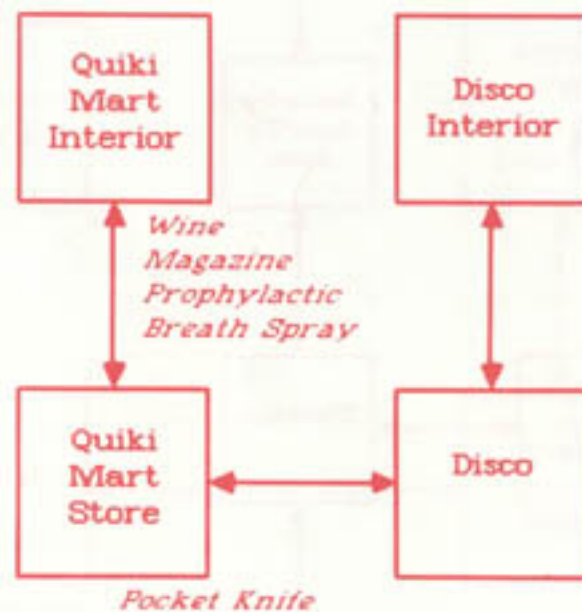 Quiki
Mart
Interior
Disco
Interior
Wine
Magazine
Prophylactic
Breath Spray
Quiki
Mart
Store
Disco
Pocket Knife